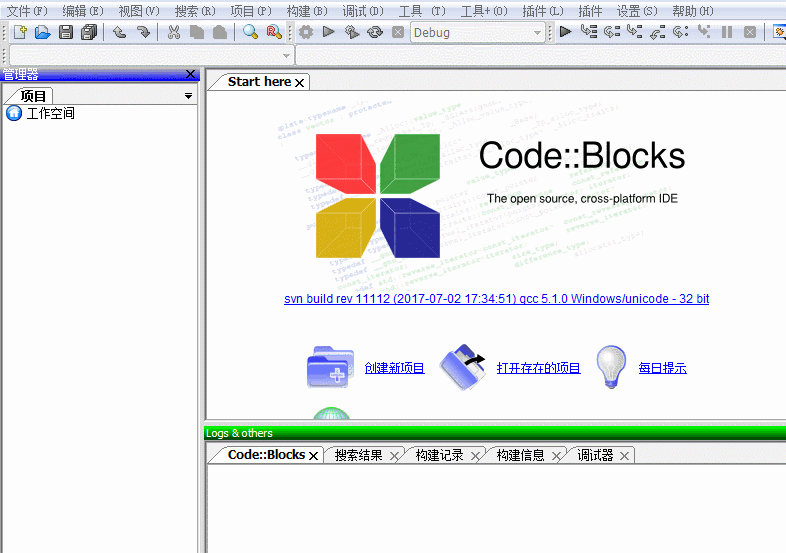 文件(F) 编辑(E) 视图(V) 搜索(R) 项目(P) 构建(B) 调试(D) 工具 (T) 工具+(O) 插件(L) 插件 设置(S) 帮助(H)
Debug
管理器
项目
工作空间
Start here
Code::Blocks
The open source, cross-platform IDE
svn build rev 11112 (2017-07-02 17:34:51) gcc 5.1.0 Windows/unicode - 32 bit
创建新项目 打开存在的项目 每日提示
Logs & others
Code::Blocks 搜索结果 构建记录 构建信息 调试器